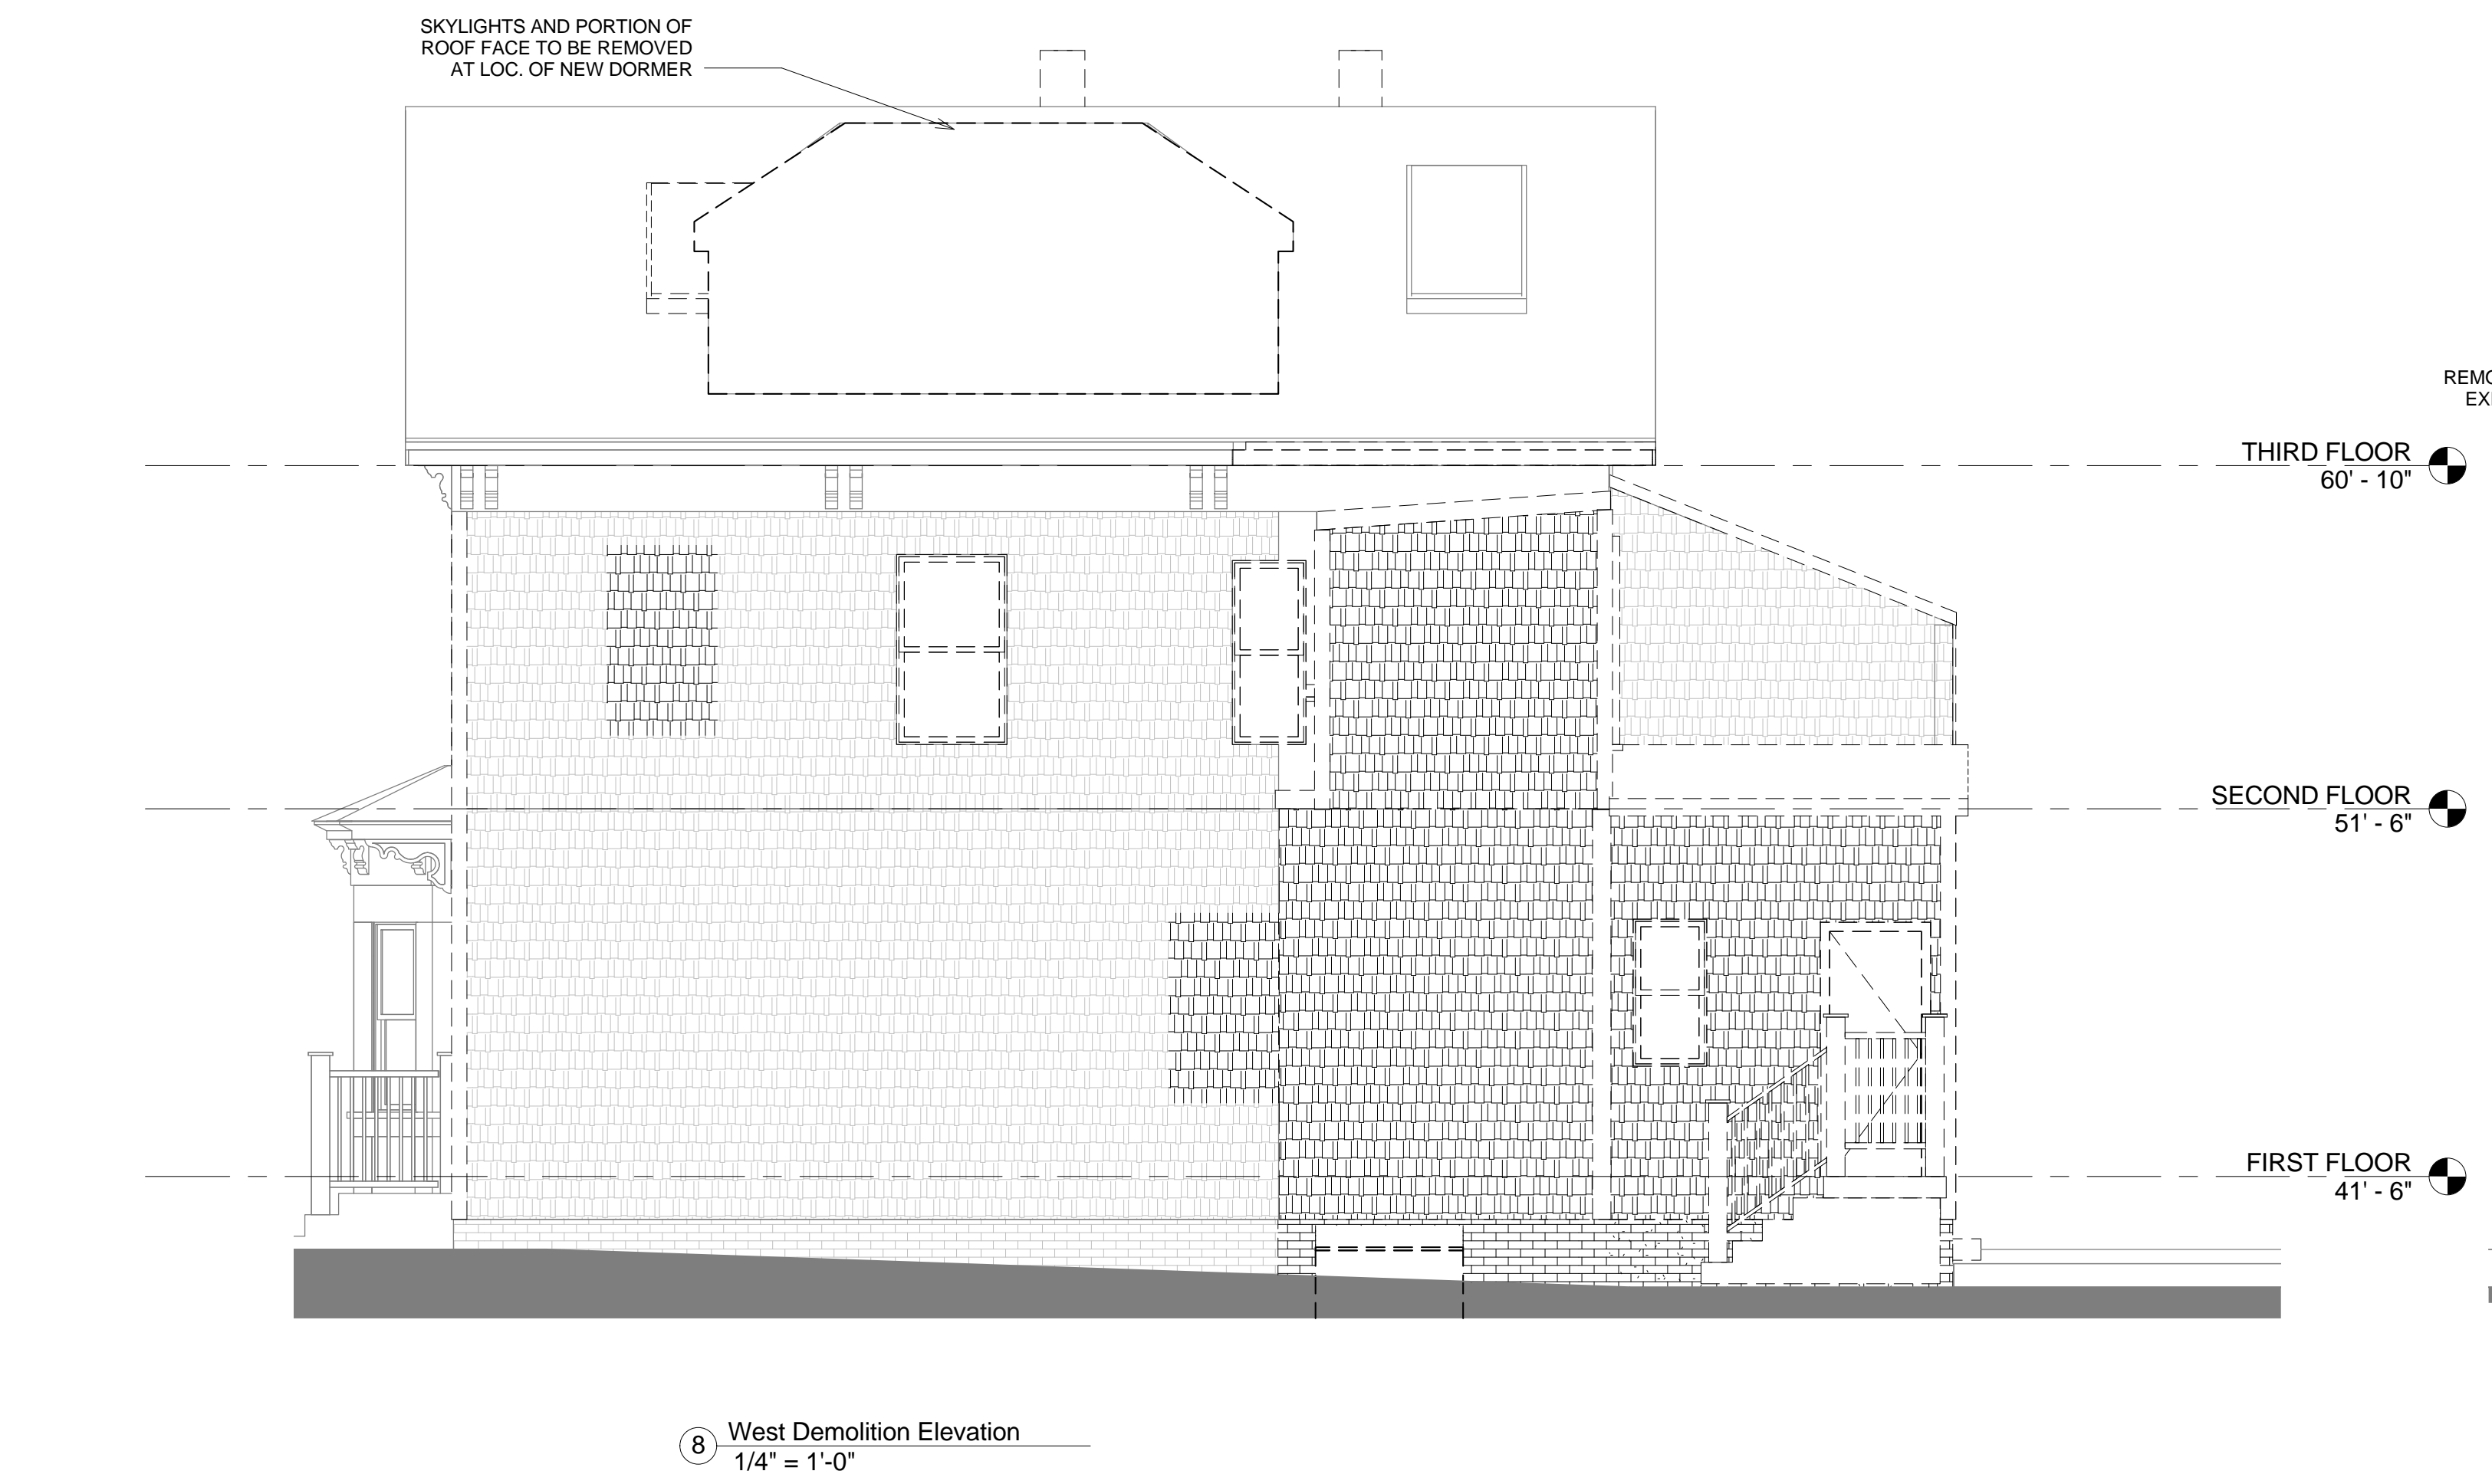 SKYLIGHTS AND PORTION OF
ROOF FACE TO BE REMOVED
AT LOC. OF NEW DORMER
THIRD FLOOR
60' - 10"
SECOND FLOOR
51' - 6"
FIRST FLOOR
41' - 6"
8
West Demolition Elevation
1/4" = 1'-0"